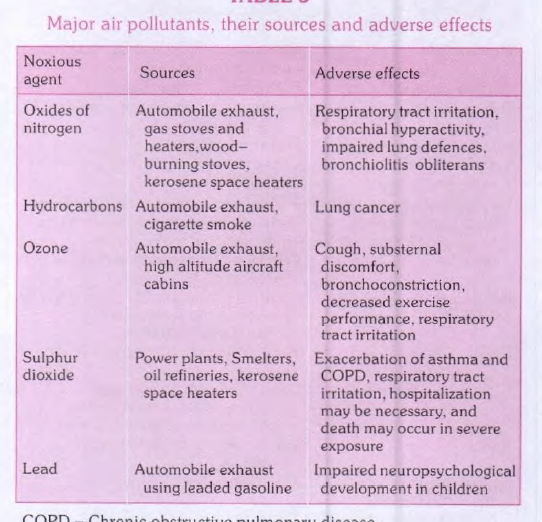 TABLE 5
Major air pollutants, their sources and adverse effects
Noxious
agent
Sources
Adverse effects
Oxides of
nitrogen
Automobile exhaust,
gas stoves and
heaters,wood–
burning stoves,
kerosene space heaters
Respiratory tract irritation,
bronchial hyperactivity,
impaired lung defences,
bronchiolitis obliterans
Hydrocarbons
Automobile exhaust,
cigarette smoke
Lung cancer
Ozone
Automobile exhaust,
high altitude aircraft
cabins
Cough, substernal
discomfort,
bronchoconstriction,
decreased exercise
performance, respiratory
tract irritation
Sulphur
dioxide
Power plants, Smelters,
oil refineries, kerosene
space heaters
Exacerbation of asthma and
COPD, respiratory tract
irritation, hospitalization
may be necessary, and
death may occur in severe
exposure
Lead
Automobile exhaust
using leaded gasoline
Impaired neuropsychological
development in children
COPD – Chronic obstructive pulmonary disease